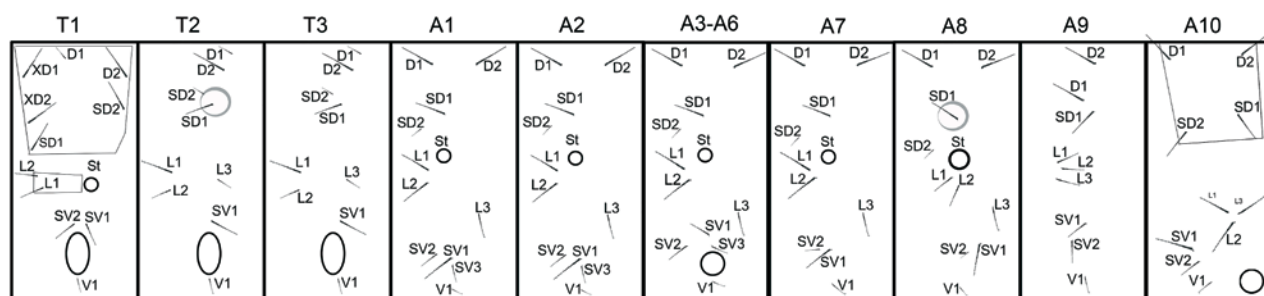 T1 T2 T3 A1 A2 A3-A6 A7 A8 A9 A10
XD1 D1 D2 XD2 SD2 SD1 L2 L1 St SV2 SV1 V1
D1 D2 SD2 SD1 L1 L3 L2 SV1 V1
D1 D2 SD2 SD1 L1 L3 L2 SV1 V1
D1 D2 SD1 SD2 St L1 L2 L3 SV2 SV1 SV3 V1
D1 D2 SD1 SD2 St L1 L2 L3 SV2 SV1 SV3 V1
D1 D2 SD1 SD2 St L1 L2 L3 SV1 SV2 SV3 V1
D1 D2 SD1 SD2 St L1 L2 L3 SV2 SV1 V1
D1 D2 SD1 St SD2 L1 L2 L3 SV2 SV1 V1
D2 D1 SD1 L1 L2 L3 SV1 SV2 V1
D1 D2 SD1 SD2 L1 L3 L2 SV1 SV2 V1